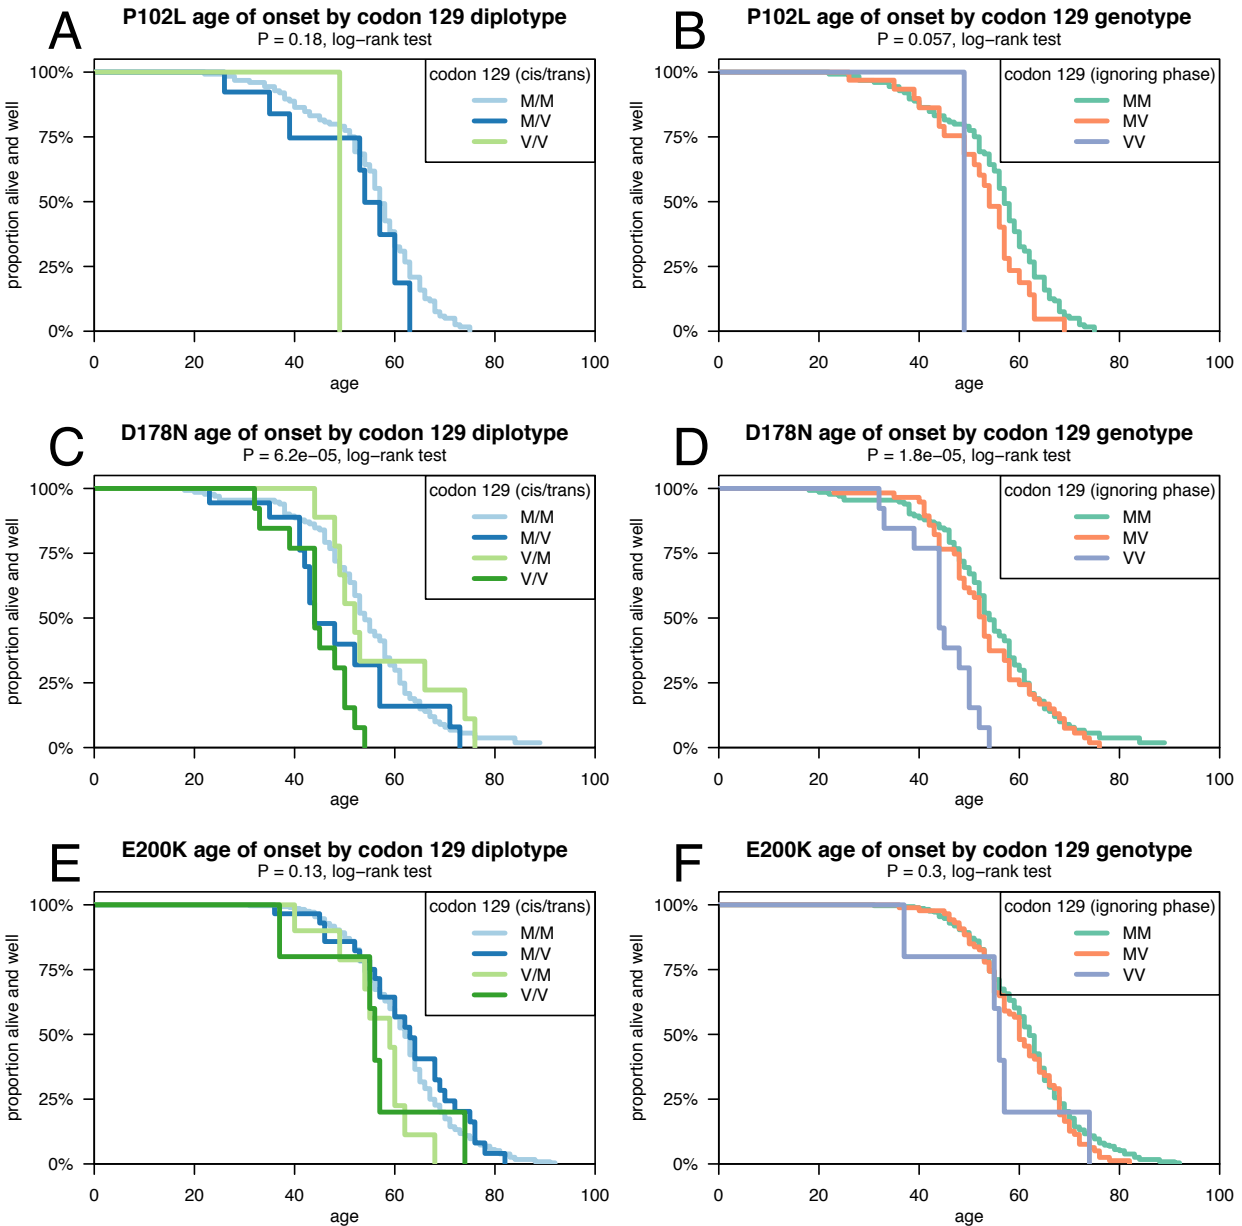 A
P102L age of onset by codon 129 diplotype
P = 0.18, log−rank test
proportion alive and well
100%
75%
50%
25%
0%
codon 129 (cis/trans)
M/M
M/V
V/V
0 20 40 60 80 100
age
B
P102L age of onset by codon 129 genotype
P = 0.057, log−rank test
proportion alive and well
100%
75%
50%
25%
0%
codon 129 (ignoring phase)
MM
MV
VV
0 20 40 60 80 100
age
C
D178N age of onset by codon 129 diplotype
P = 6.2e−05, log−rank test
proportion alive and well
100%
75%
50%
25%
0%
codon 129 (cis/trans)
M/M
M/V
V/M
V/V
0 20 40 60 80 100
age
D
D178N age of onset by codon 129 genotype
P = 1.8e−05, log−rank test
proportion alive and well
100%
75%
50%
25%
0%
codon 129 (ignoring phase)
MM
MV
VV
0 20 40 60 80 100
age
E
E200K age of onset by codon 129 diplotype
P = 0.13, log−rank test
proportion alive and well
100%
75%
50%
25%
0%
codon 129 (cis/trans)
M/M
M/V
V/M
V/V
0 20 40 60 80 100
age
F
E200K age of onset by codon 129 genotype
P = 0.3, log−rank test
proportion alive and well
100%
75%
50%
25%
0%
codon 129 (ignoring phase)
MM
MV
VV
0 20 40 60 80 100
age